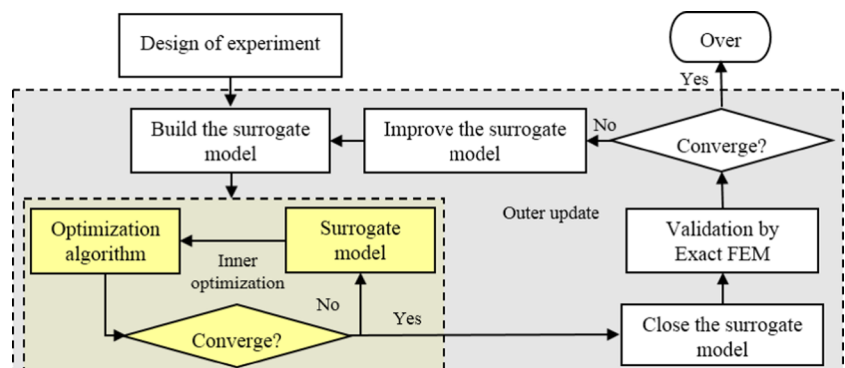 Design of experiment
Over
Yes
Build the surrogate
model
Improve the surrogate
model
No
Converge?
Optimization
algorithm
Surrogate
model
Inner
optimization
Outer update
Validation by
Exact FEM
No
Yes
Converge?
Close the surrogate
model